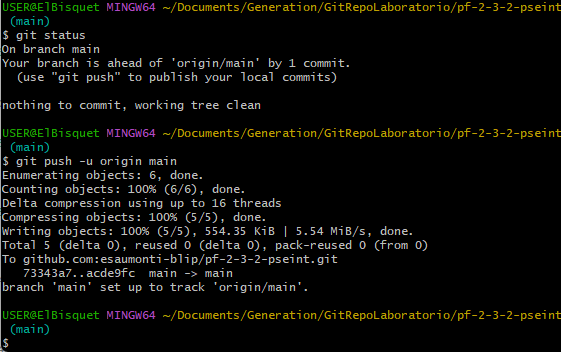 USER@ElBisquet MINGW64 ~/Documents/Generation/GitRepoLaboratorio/pf-2-3-2-pseint
(main)
$ git status
On branch main
Your branch is ahead of 'origin/main' by 1 commit.
(use "git push" to publish your local commits)
nothing to commit, working tree clean
USER@ElBisquet MINGW64 ~/Documents/Generation/GitRepoLaboratorio/pf-2-3-2-pseint
(main)
$ git push -u origin main
Enumerating objects: 6, done.
Counting objects: 100% (6/6), done.
Delta compression using up to 16 threads
Compressing objects: 100% (5/5), done.
Writing objects: 100% (5/5), 554.35 KiB | 5.54 MiB/s, done.
Total 5 (delta 0), reused 0 (delta 0), pack-reused 0 (from 0)
To github.com:esaumonti-blip/pf-2-3-2-pseint.git
73343a7..acde9fc  main -> main
branch 'main' set up to track 'origin/main'.
USER@ElBisquet MINGW64 ~/Documents/Generation/GitRepoLaboratorio/pf-2-3-2-pseint
(main)
$